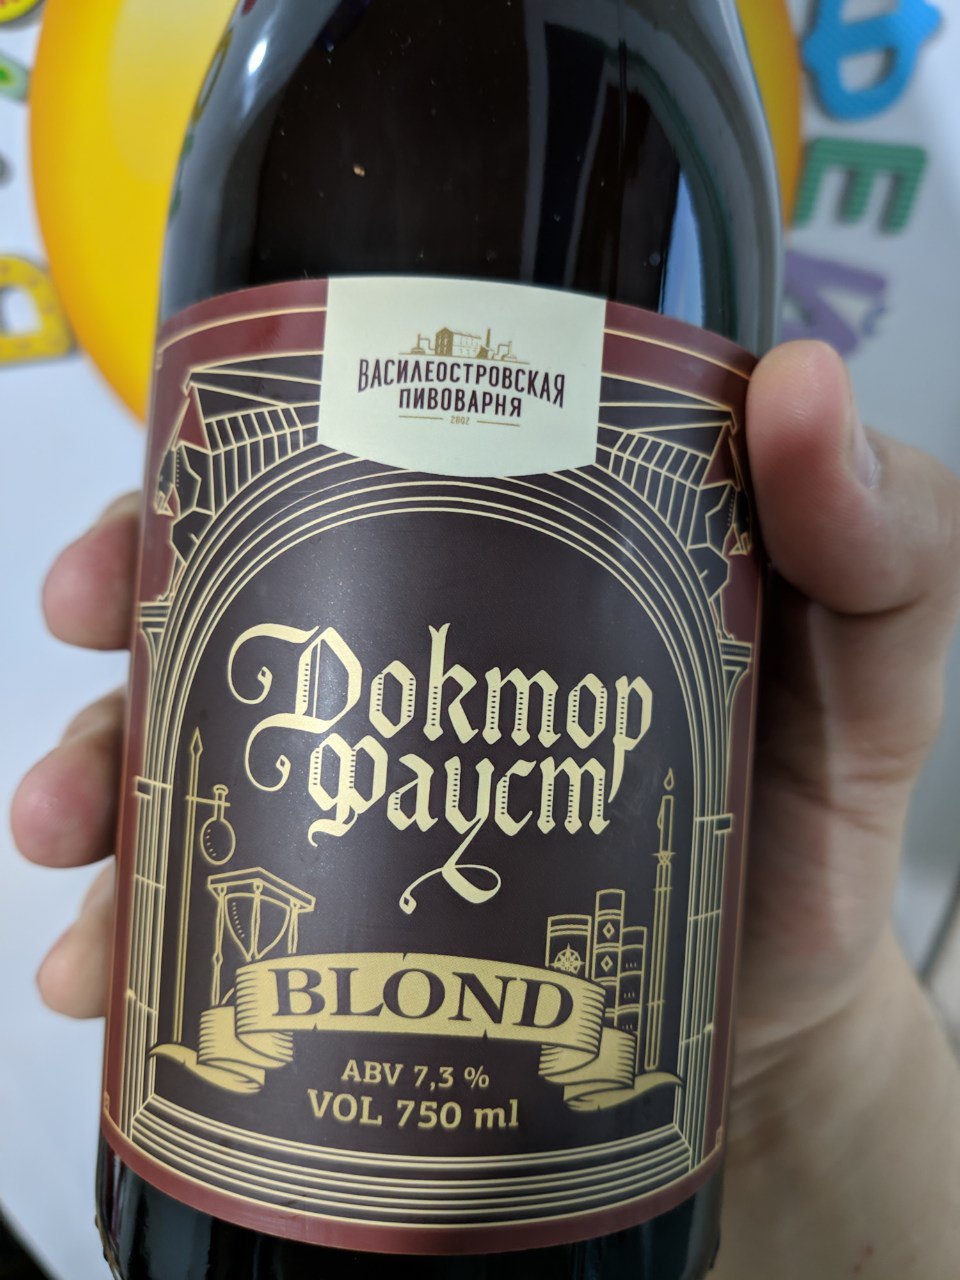 ВАСИЛЕОСТРОВСКАЯ
ПИВОВАРНЯ
2002
Доктор
Фауст
BLOND
ABV 7,3 %
VOL 750 ml